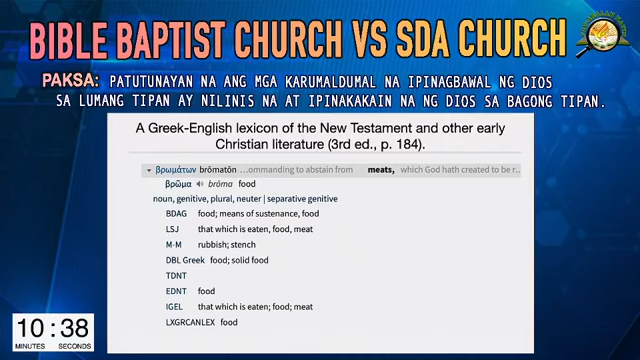 BIBLE BAPTIST CHURCH VS SDA CHURCH
PAKSA: PATUTUNAYAN NA ANG MGA KARUMALDUMAL NA IPINAGBAWAL NG DIOS
SA LUMANG TIPAN AY NILINIS NA AT IPINAKAKAIN NA NG DIOS SA BAGONG TIPAN.
A Greek-English lexicon of the New Testament and other early
Christian literature (3rd ed., p. 184).
βρωμάτων brōmatōn …ommanding to abstain from meats, which God hath created to be r…
βρῶμα brōma food
noun, genitive, plural, neuter | separative genitive
BDAG food; means of sustenance, food
LSJ that which is eaten, food, meat
M-M rubbish; stench
DBL Greek food; solid food
TDNT
EDNT food
IGEL that which is eaten; food; meat
LXGRCANLEX food
10 : 38
MINUTES SECONDS